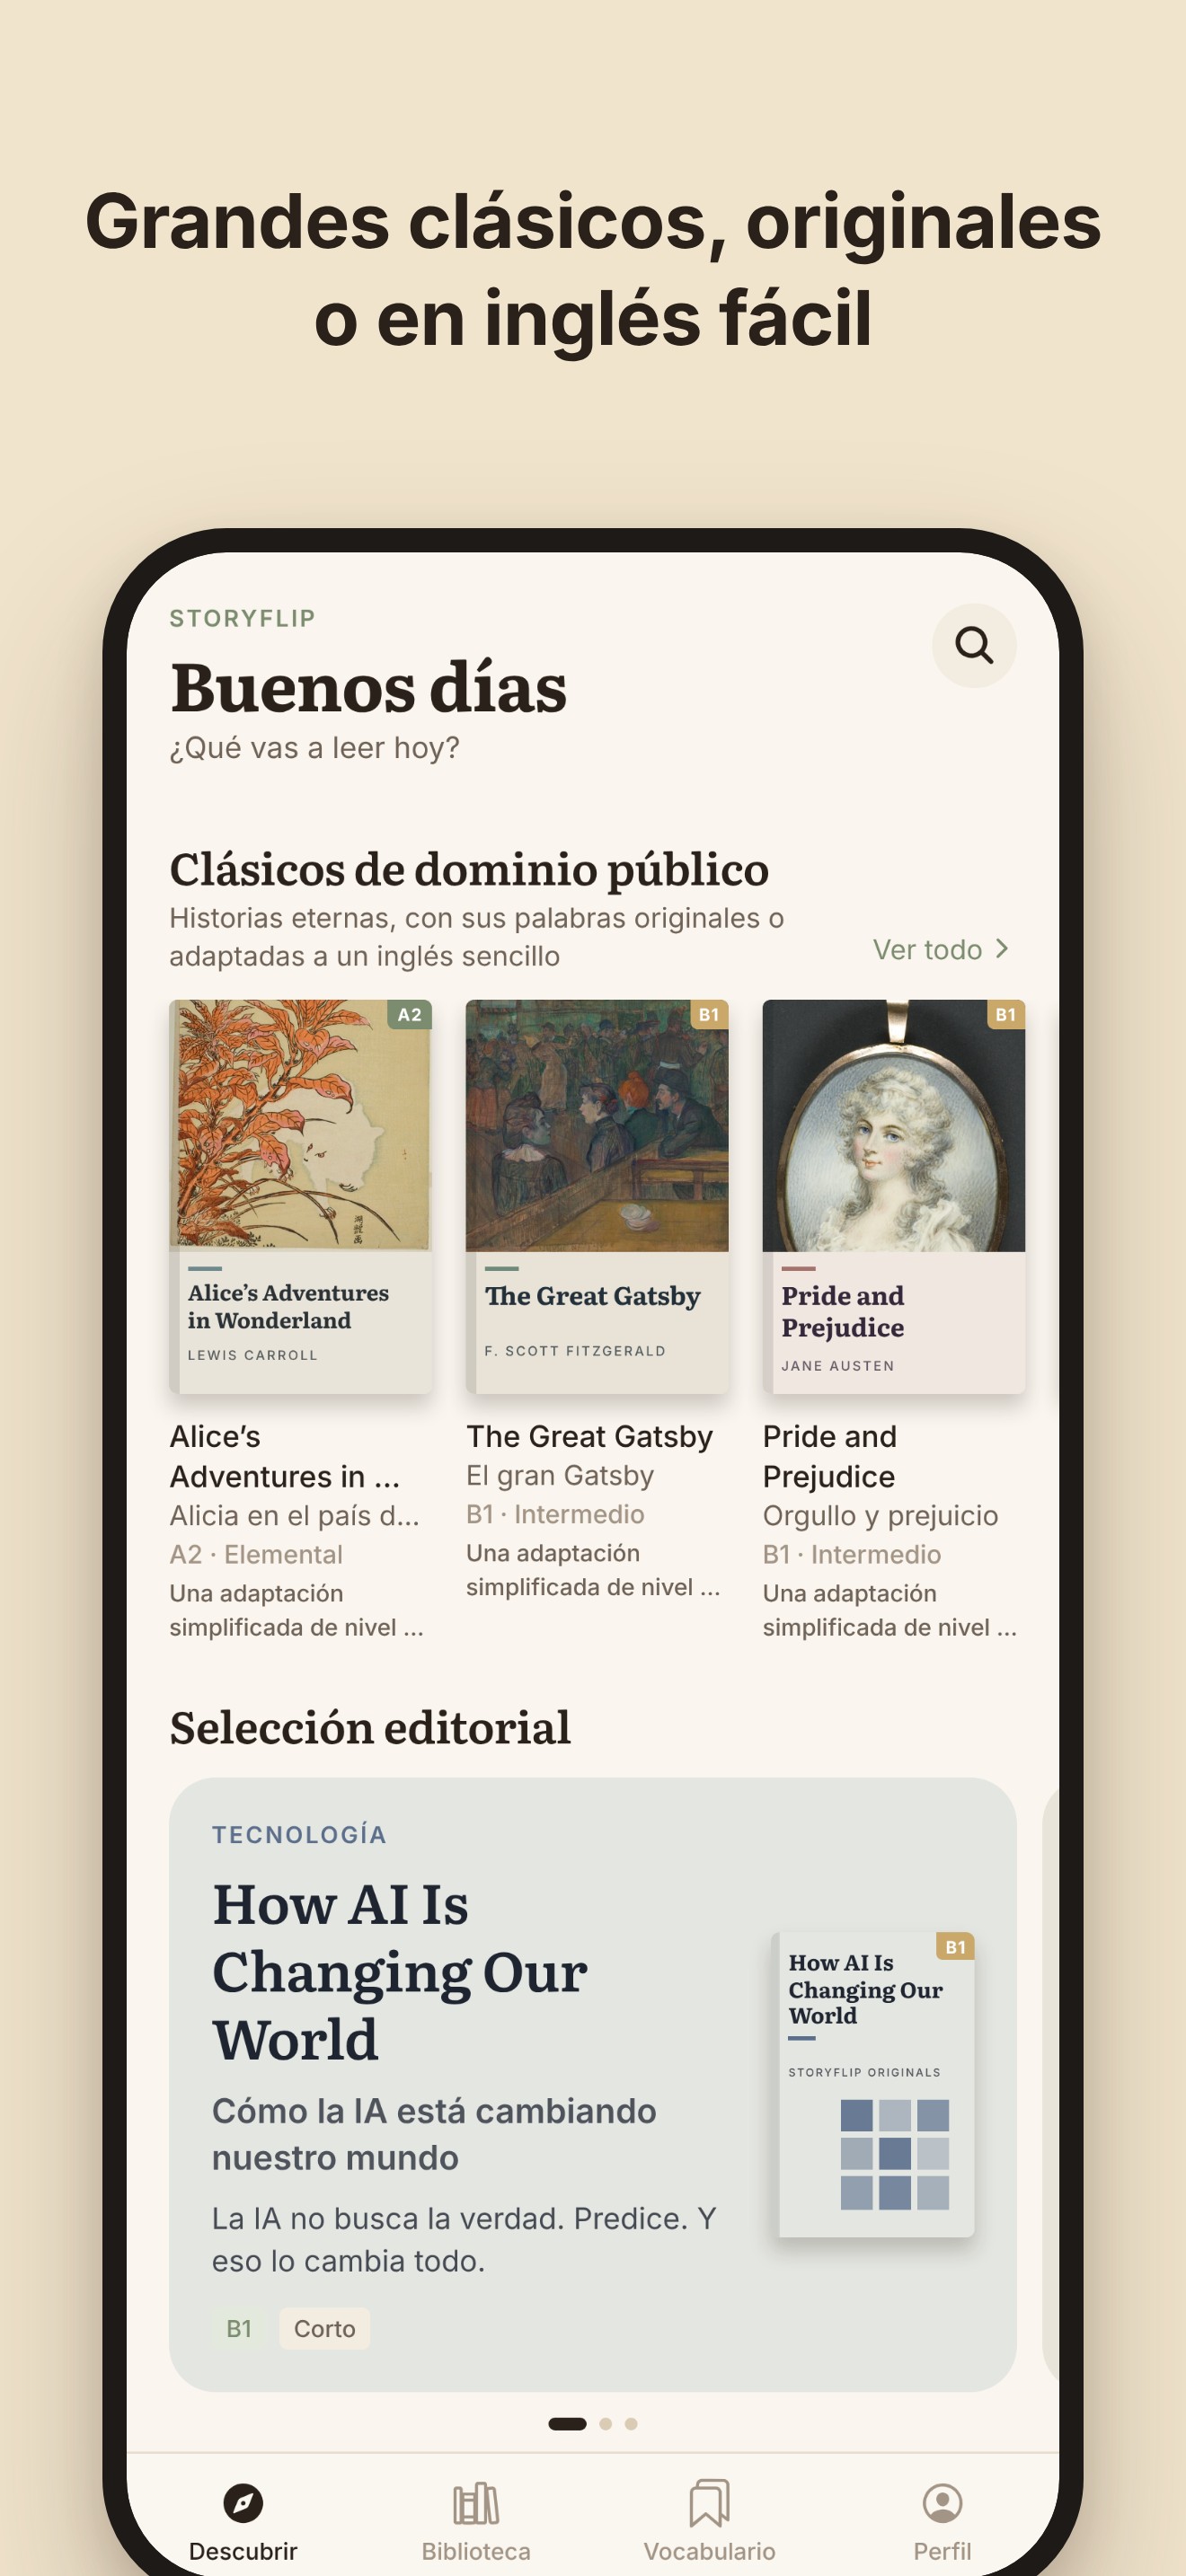 Grandes clásicos, originales
o en inglés fácil
STORYFLIP
Buenos días
¿Qué vas a leer hoy?
Clásicos de dominio público
Historias eternas, con sus palabras originales o
adaptadas a un inglés sencillo
Ver todo
A2
Alice’s Adventures
in Wonderland
LEWIS CARROLL
B1
The Great Gatsby
F. SCOTT FITZGERALD
B1
Pride and
Prejudice
JANE AUSTEN
Alice’s
Adventures in ...
Alicia en el país d...
A2 · Elemental
Una adaptación
simplificada de nivel ...
The Great Gatsby
El gran Gatsby
B1 · Intermedio
Una adaptación
simplificada de nivel ...
Pride and
Prejudice
Orgullo y prejuicio
B1 · Intermedio
Una adaptación
simplificada de nivel ...
Selección editorial
TECNOLOGÍA
How AI Is
Changing Our
World
Cómo la IA está cambiando
nuestro mundo
La IA no busca la verdad. Predice. Y
eso lo cambia todo.
B1
Corto
B1
How AI Is
Changing Our
World
STORYFLIP ORIGINALS
Descubrir
Biblioteca
Vocabulario
Perfil